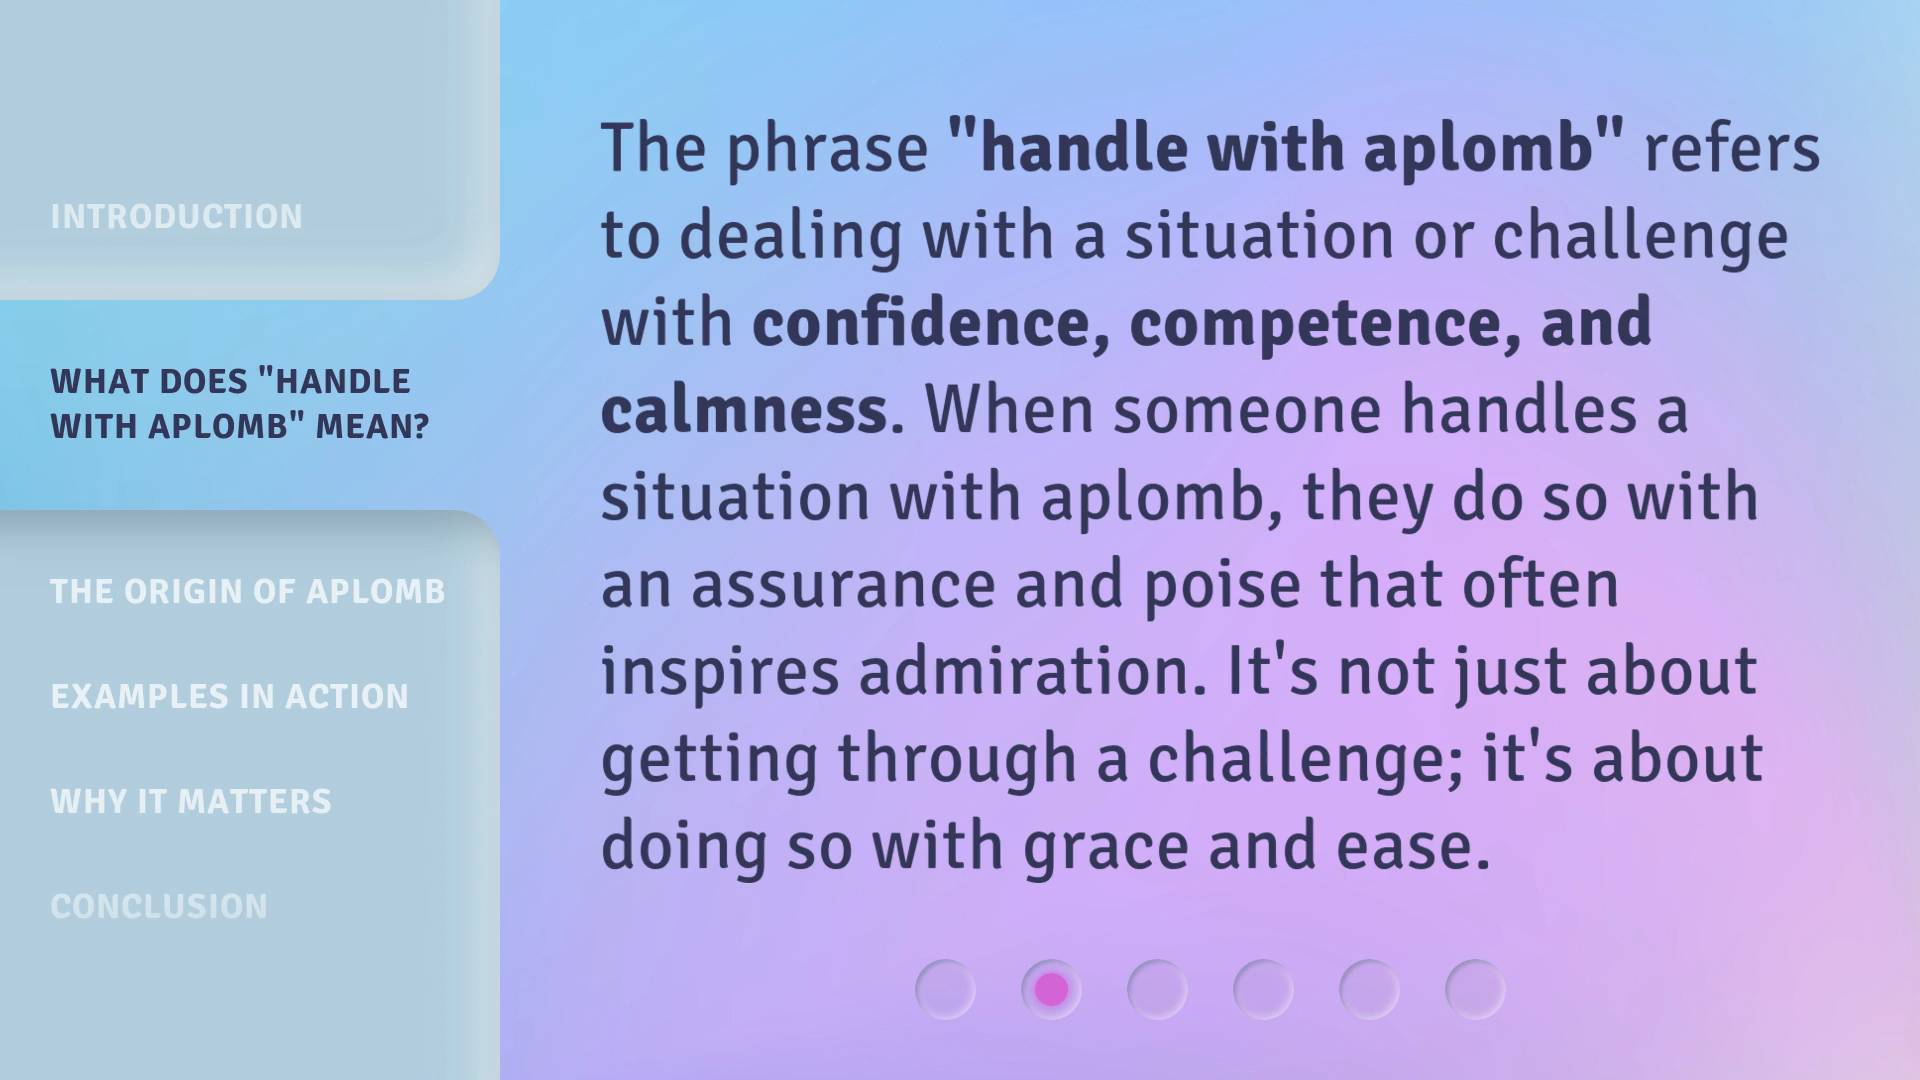 INTRODUCTION
WHAT DOES "HANDLE
WITH APLOMB" MEAN?
THE ORIGIN OF APLOMB
EXAMPLES IN ACTION
WHY IT MATTERS
CONCLUSION
The phrase "handle with aplomb" refers
to dealing with a situation or challenge
with confidence, competence, and
calmness. When someone handles a
situation with aplomb, they do so with
an assurance and poise that often
inspires admiration. It's not just about
getting through a challenge; it's about
doing so with grace and ease.